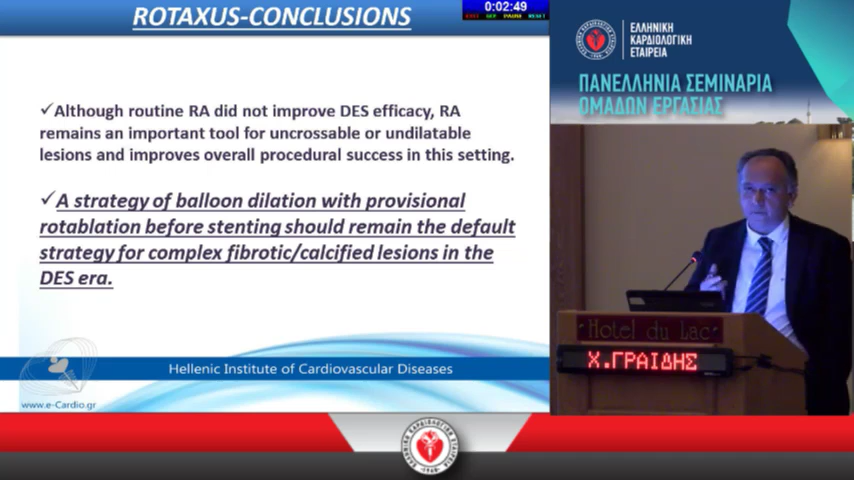 ROTAXUS-CONCLUSIONS
0:02:49
RESET
✓Although routine RA did not improve DES efficacy, RA
remains an important tool for uncrossable or undilatable
lesions and improves overall procedural success in this setting.
✓A strategy of balloon dilation with provisional
rotablation before stenting should remain the default
strategy for complex fibrotic/calcified lesions in the
DES era.
Hellenic Institute of Cardiovascular Diseases
www.e-Cardio.gr
ΕΛΛΗΝΙΚΗ
ΚΑΡΔΙΟΛΟΓΙΚΗ
ΕΤΑΙΡΕΙΑ
ΠΑΝΕΛΛΗΝΙΑ ΣΕΜΙΝΑΡΙΑ
ΟΜΑΔΩΝ ΕΡΓΑΣΙΑΣ
Hotel du Lac
Χ.ΓΡΑΙΔΗΣ